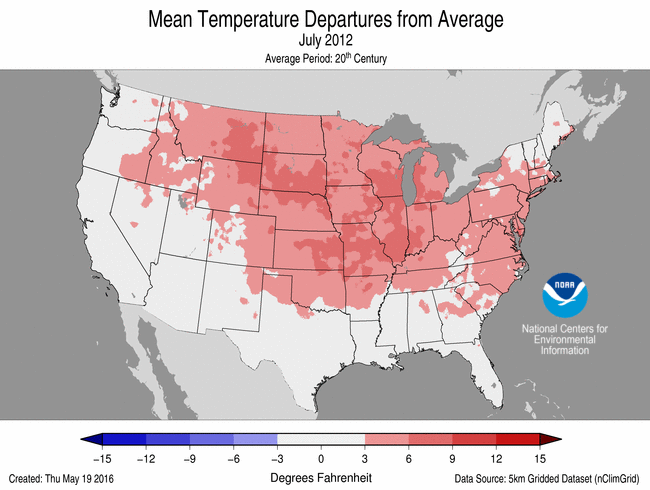 Mean Temperature Departures from Average
July 2012
Average Period: 20th Century
NOAA
National Centers for
Environmental
Information
−15 −12 −9 −6 −3 0 3 6 9 12 15
Created: Thu May 19 2016
Degrees Fahrenheit
Data Source: 5km Gridded Dataset (nClimGrid)